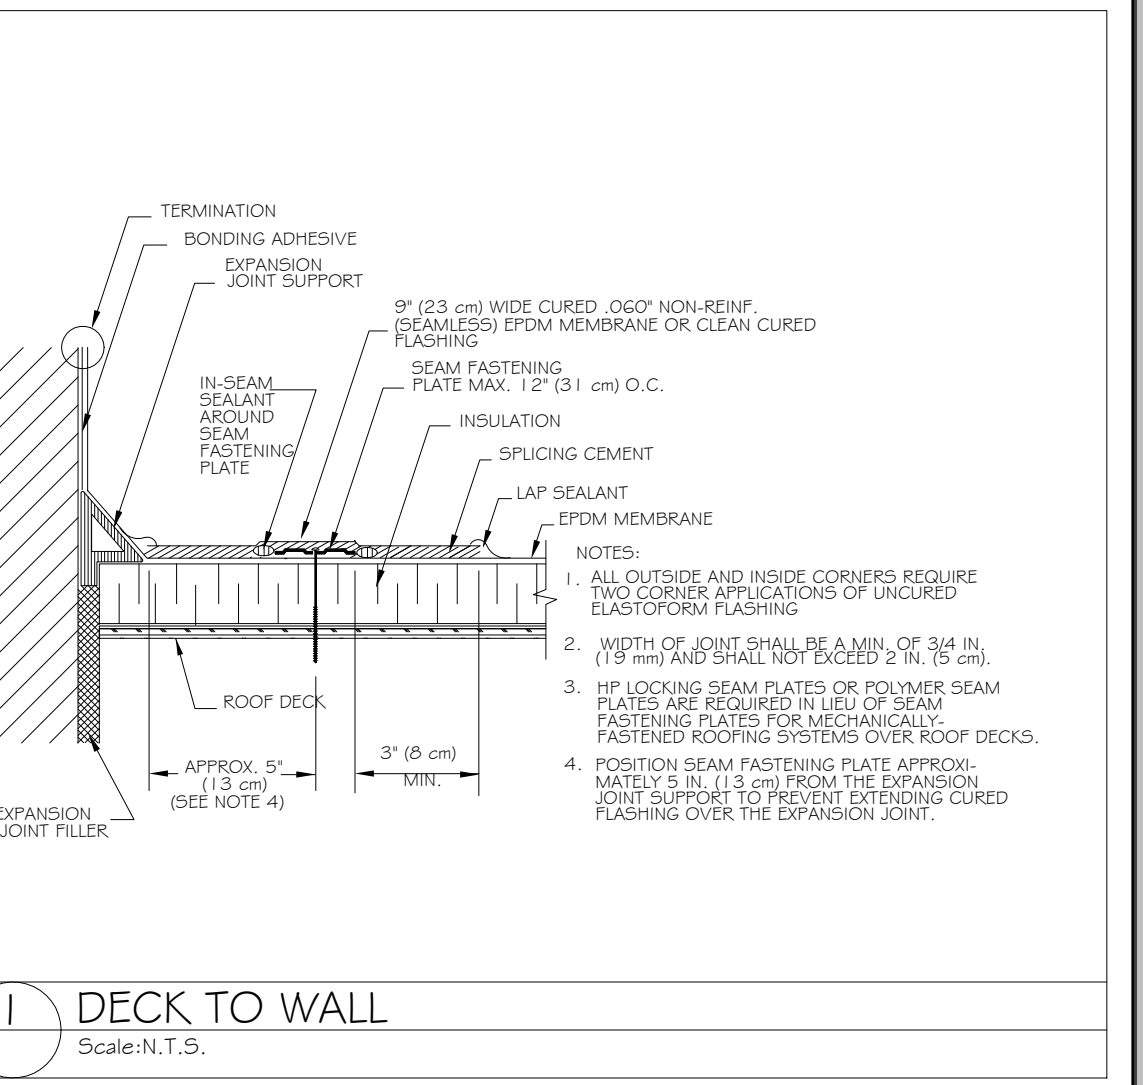 TERMINATION
BONDING ADHESIVE
EXPANSION
JOINT SUPPORT
9" (23 cm) WIDE CURED .060" NON-REINF.
(SEAMLESS) EPDM MEMBRANE OR CLEAN CURED
FLASHING
SEAM FASTENING
PLATE MAX. 12" (31 cm) O.C.
IN-SEAM
SEALANT
AROUND
SEAM
FASTENING
PLATE
INSULATION
SPLICING CEMENT
LAP SEALANT
EPDM MEMBRANE
NOTES:
1. ALL OUTSIDE AND INSIDE CORNERS REQUIRE
TWO CORNER APPLICATIONS OF UNCURED
ELASTOFORM FLASHING
2. WIDTH OF JOINT SHALL BE A MIN. OF 3/4 IN.
(19 mm) AND SHALL NOT EXCEED 2 IN. (5 cm).
3. HP LOCKING SEAM PLATES OR POLYMER SEAM
PLATES ARE REQUIRED IN LIEU OF SEAM
FASTENING PLATES FOR MECHANICALLY-
FASTENED ROOFING SYSTEMS OVER ROOF DECKS.
4. POSITION SEAM FASTENING PLATE APPROXI-
MATELY 5 IN. (13 cm) FROM THE EXPANSION
JOINT SUPPORT TO PREVENT EXTENDING CURED
FLASHING OVER THE EXPANSION JOINT.
ROOF DECK
APPROX. 5"
(13 cm)
(SEE NOTE 4)
3" (8 cm)
MIN.
EXPANSION
JOINT FILLER
1
DECK TO WALL
Scale:N.T.S.